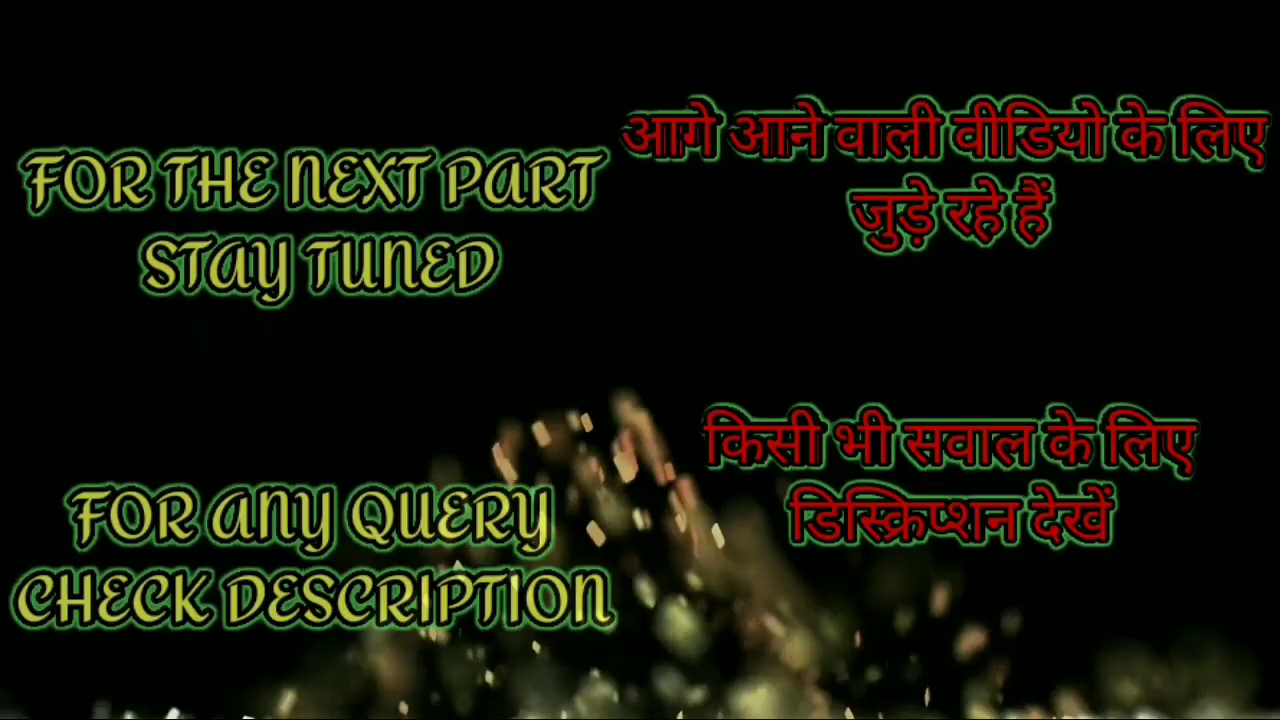 FOR THE NEXT PART
STAY TUNED
आगे आने वाली वीडियो के लिए
जुड़े रहे हैं
FOR ANY QUERY
CHECK DESCRIPTION
किसी भी सवाल के लिए
डिस्क्रिप्शन देखें